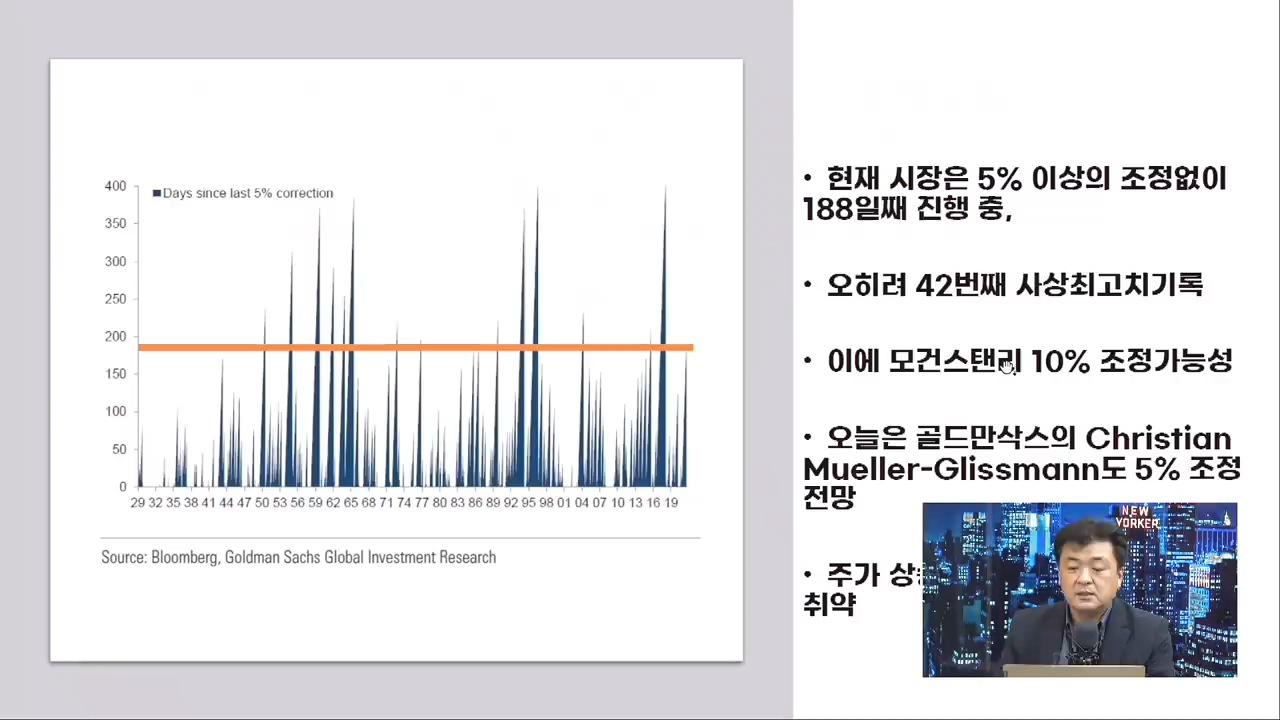 400
350
300
250
200
150
100
50
0
■Days since last 5% correction
29 32 35 38 41 44 47 50 53 56 59 62 65 68 71 74 77 80 83 86 89 92 95 98 01 04 07 10 13 16 19
Source: Bloomberg, Goldman Sachs Global Investment Research
• 현재 시장은 5% 이상의 조정없이
188일째 진행 중,
• 오히려 42번째 사상최고치기록
• 이에 모건스탠리 10% 조정가능성
• 오늘은 골드만삭스의 Christian
Mueller-Glissmann도 5% 조정
전망
• 주가
취약
NEW
YORKER